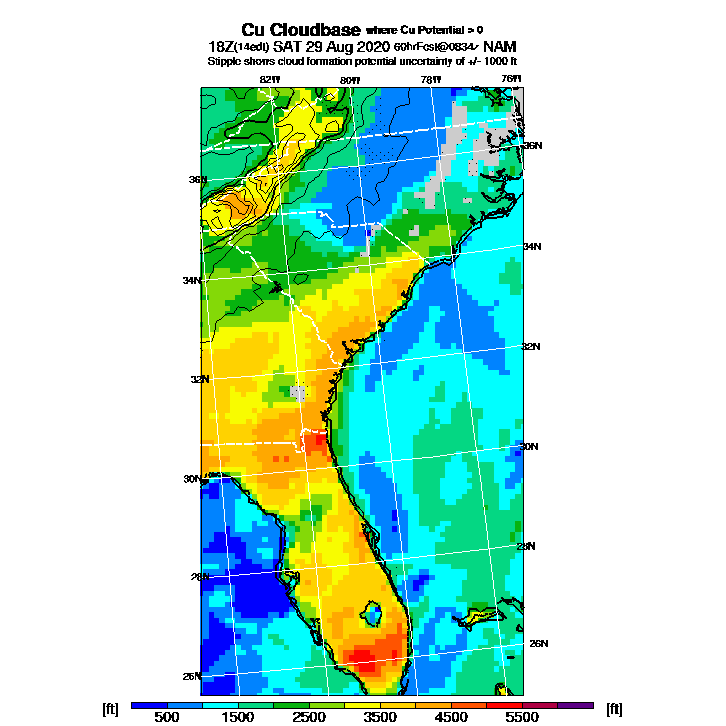 Cu Cloudbase where Cu Potential > 0
18Z(14edt) SAT 29 Aug 2020 60hrFcst@0834z NAM
Stipple shows cloud formation potential uncertainty of +/- 1000 ft
82W 80W 78W 76W
36N
36N
34N
34N
32N
32N
30N
30N
28N
28N
26N
26N
[ft] 500 1500 2500 3500 4500 5500 [ft]